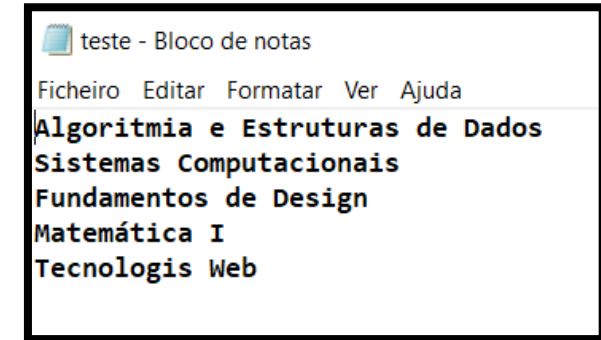 teste - Bloco de notas
Ficheiro Editar Formatar Ver Ajuda
Algoritmia e Estruturas de Dados
Sistemas Computacionais
Fundamentos de Design
Matemática I
Tecnologis Web